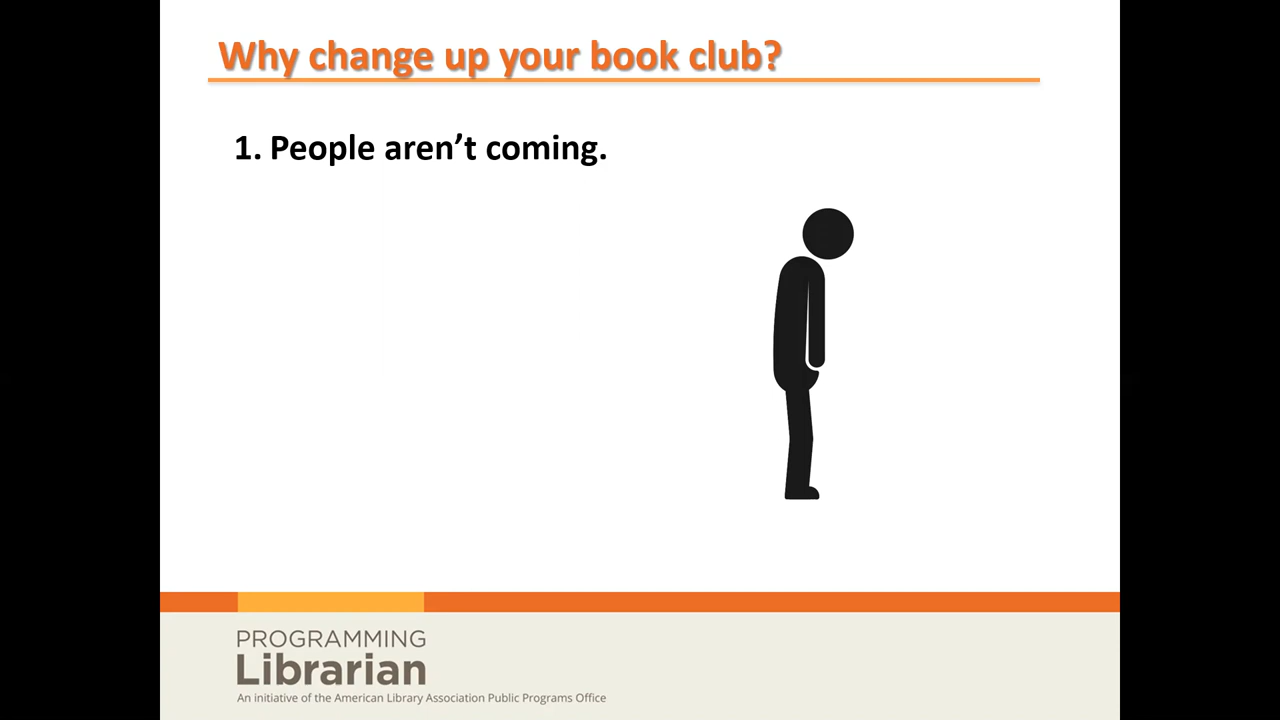 Why change up your book club?
1. People aren’t coming.
PROGRAMMING
Librarian
An initiative of the American Library Association Public Programs Office